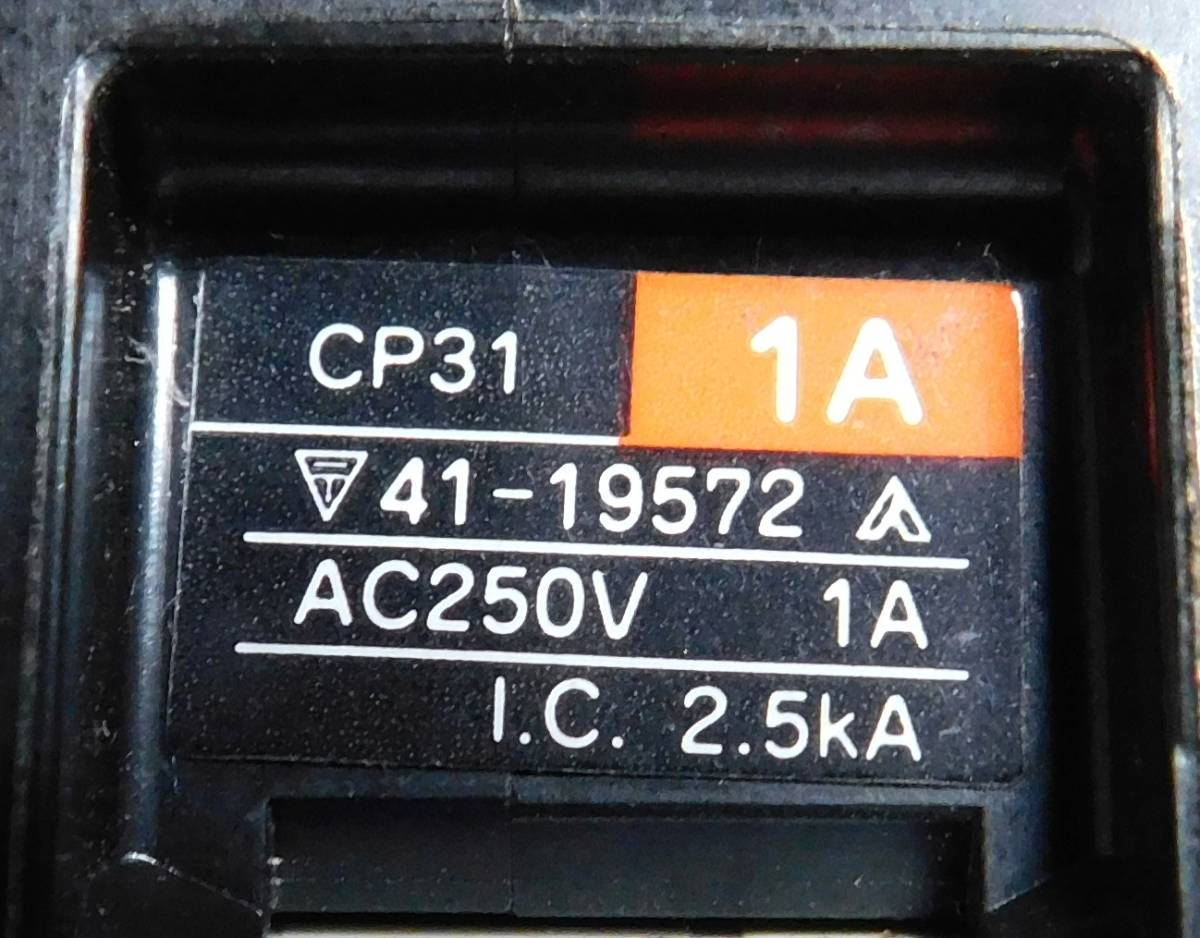 CP31 1A
41-19572
AC250V 1A
I.C. 2.5kA